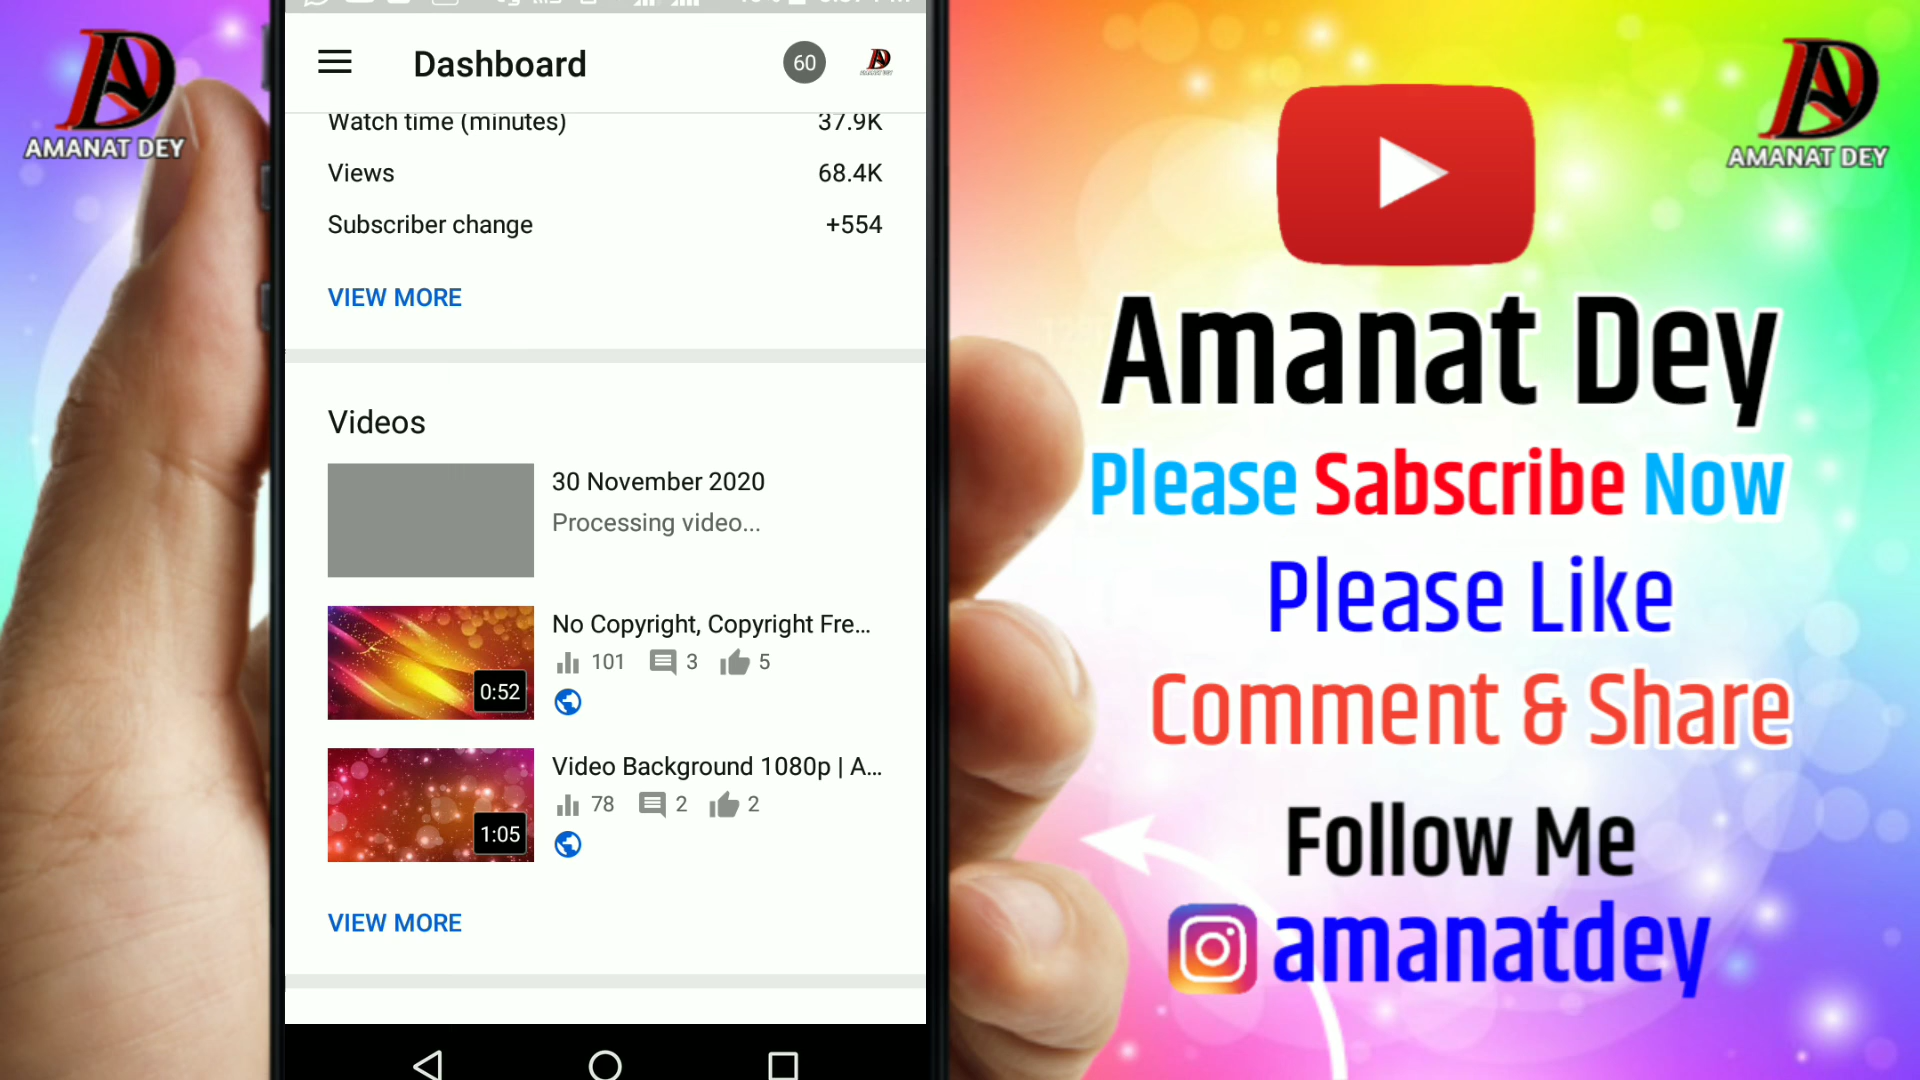 AMANAT DEY
Dashboard
60
Watch time (minutes) 37.9K
Views 68.4K
Subscriber change +554
VIEW MORE
Videos
30 November 2020
Processing video...
No Copyright, Copyright Fre...
101 3 5
0:52
Video Background 1080p | A...
78 2 2
1:05
VIEW MORE
AMANAT DEY
Amanat Dey
Please Sabscribe Now
Please Like
Comment & Share
Follow Me
amanatdey